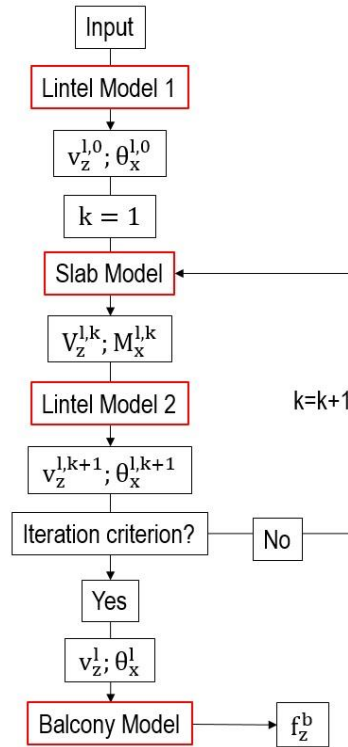 Input
Lintel Model 1
v_z^{l,0}; θ_x^{l,0}
k = 1
Slab Model
V_z^{l,k}; M_x^{l,k}
Lintel Model 2
k=k+1
v_z^{l,k+1}; θ_x^{l,k+1}
Iteration criterion?
No
Yes
v_z^l; θ_x^l
Balcony Model
f_z^b